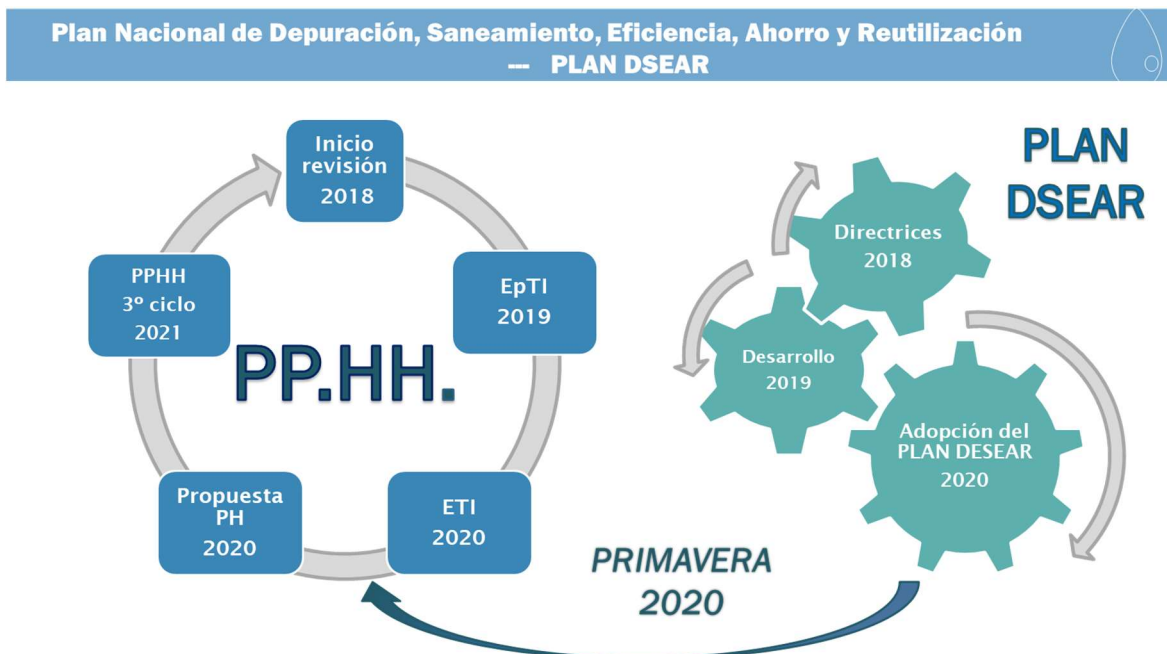 Plan Nacional de Depuración, Saneamiento, Eficiencia, Ahorro y Reutilización
--- PLAN DSEAR
Inicio
revisión
2018
EpTI
2019
ETI
2020
Propuesta
PH
2020
PPHH
3º ciclo
2021
PP.HH.
PLAN
DSEAR
Directrices
2018
Desarrollo
2019
Adopción del
PLAN DESEAR
2020
PRIMAVERA
2020